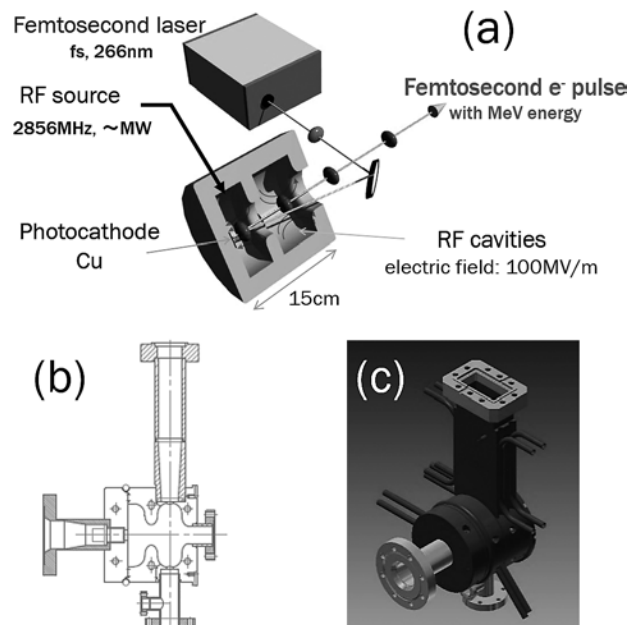 Femtosecond laser
fs, 266nm
(a)
RF source
2856MHz, ~MW
Femtosecond e⁻ pulse
with MeV energy
Photocathode
Cu
RF cavities
electric field: 100MV/m
15cm
(b)
(c)